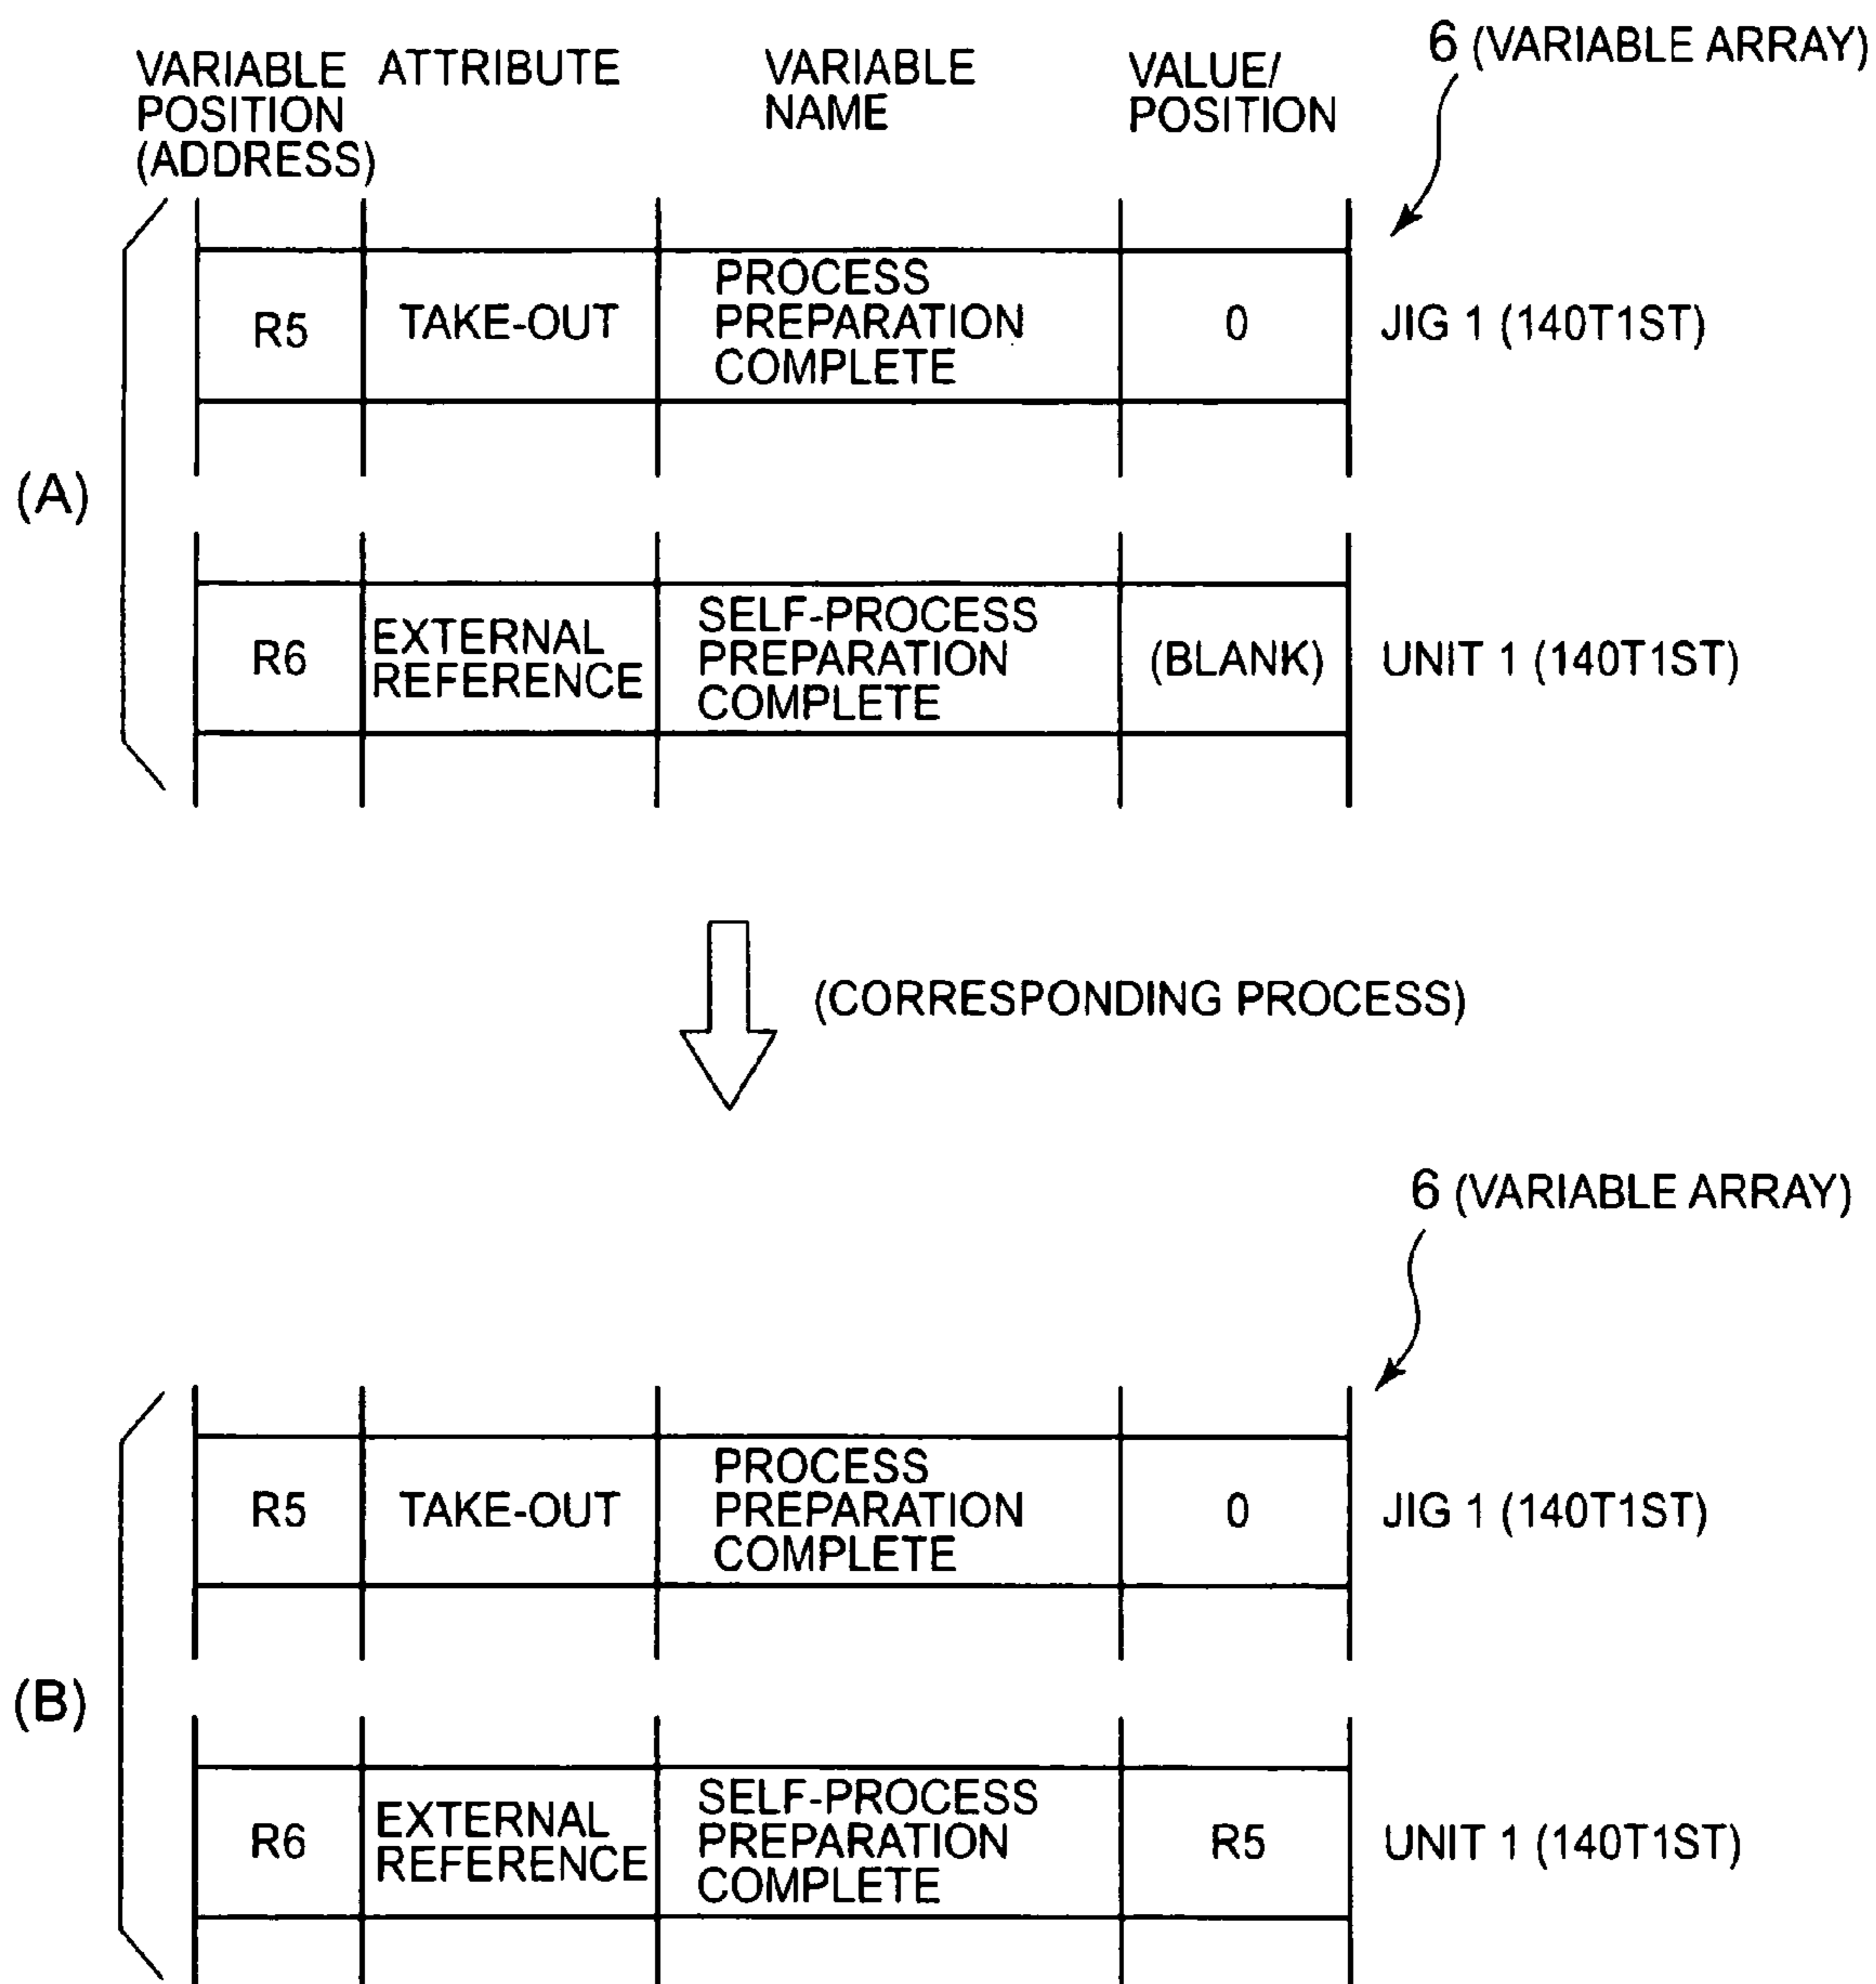 6 (VARIABLE ARRAY)
VARIABLE POSITION (ADDRESS)
ATTRIBUTE
VARIABLE NAME
VALUE/ POSITION
(A)
R5
TAKE-OUT
PROCESS
PREPARATION
COMPLETE
0
JIG 1 (140T1ST)
R6
EXTERNAL
REFERENCE
SELF-PROCESS
PREPARATION
COMPLETE
(BLANK)
UNIT 1 (140T1ST)
(CORRESPONDING PROCESS)
6 (VARIABLE ARRAY)
(B)
R5
TAKE-OUT
PROCESS
PREPARATION
COMPLETE
0
JIG 1 (140T1ST)
R6
EXTERNAL
REFERENCE
SELF-PROCESS
PREPARATION
COMPLETE
R5
UNIT 1 (140T1ST)